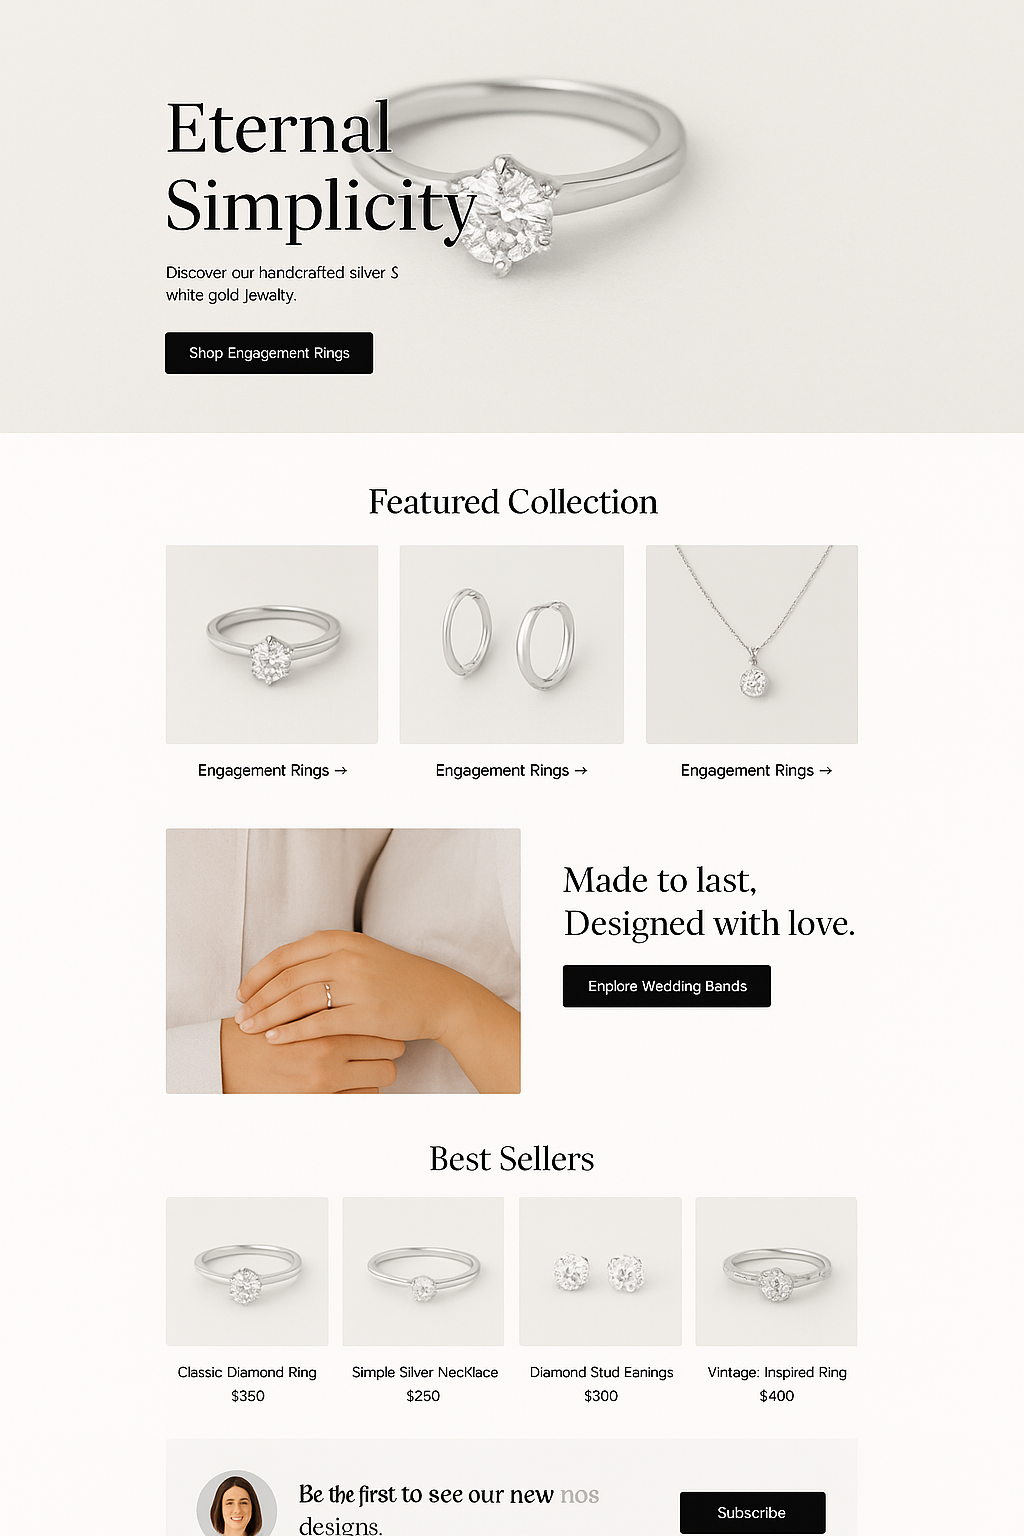 Eternal
Simplicity
Discover our handcrafted silver S
white gold Jewalty.
Shop Engagement Rings
Featured Collection
Engagement Rings →
Engagement Rings →
Engagement Rings →
Made to last,
Designed with love.
Enplore Wedding Bands
Best Sellers
Classic Diamond Ring
$350
Simple Silver NecKlace
$250
Diamond Stud Eanings
$300
Vintage: Inspired Ring
$400
Be the first to see our new nos
designs.
Subscribe